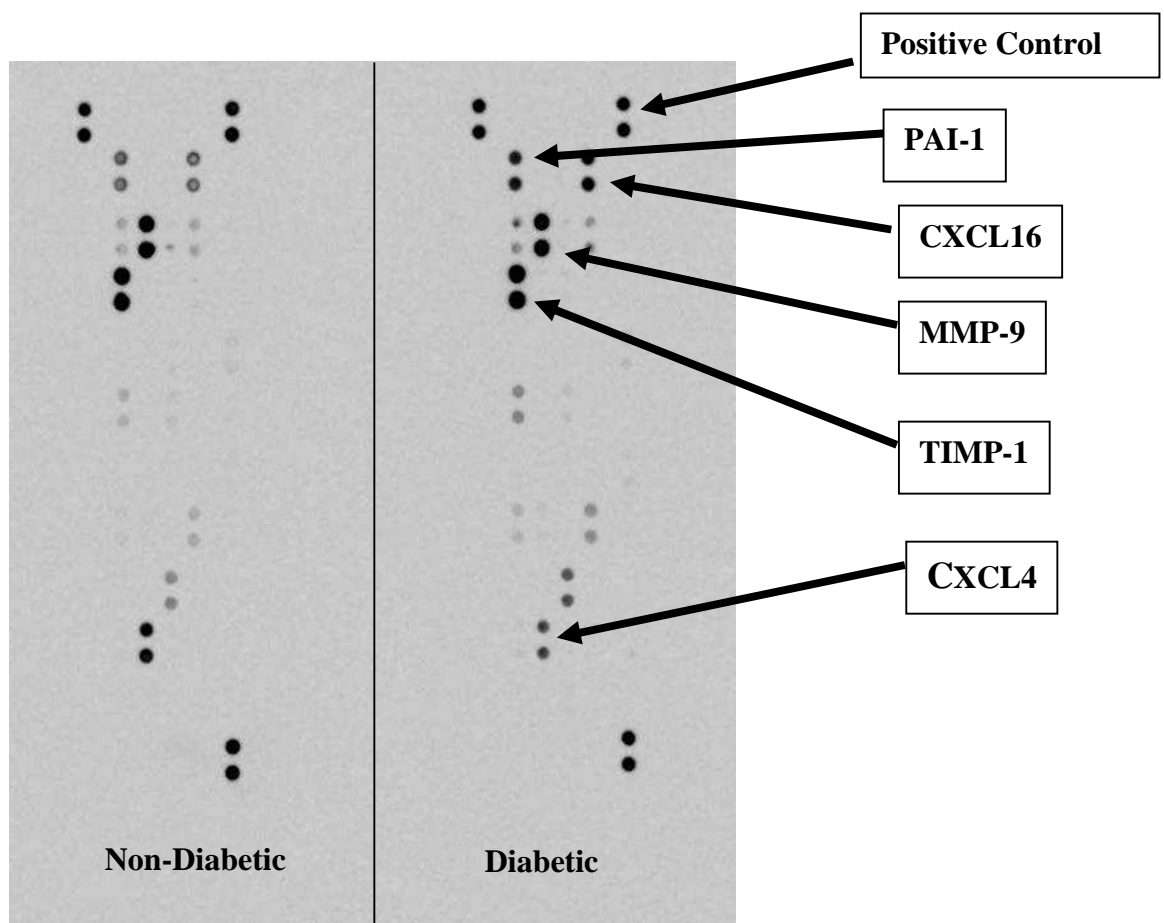 Positive Control
PAI-1
CXCL16
MMP-9
TIMP-1
CXCL4
Non-Diabetic
Diabetic